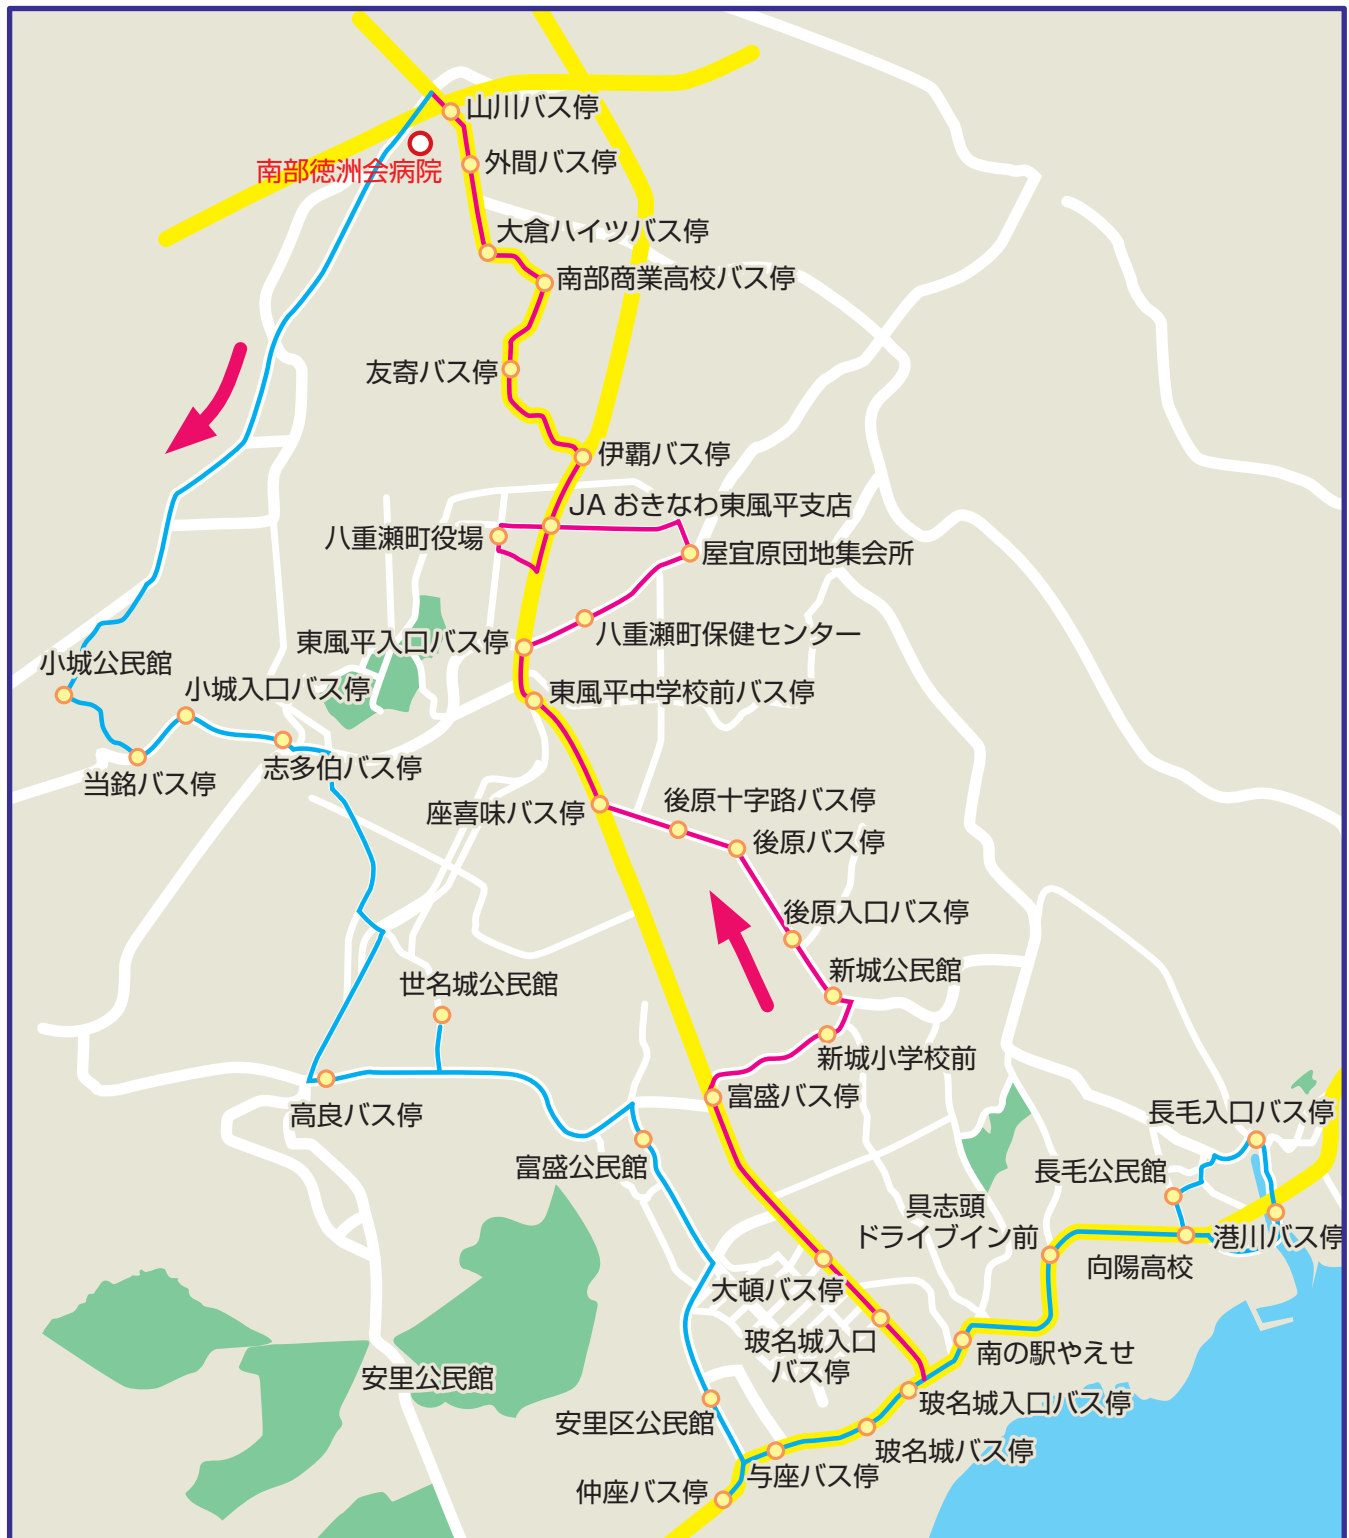 山川バス停
外間バス停
南部徳洲会病院
大倉ハイツバス停
南部商業高校バス停
友寄バス停
伊覇バス停
JA おきなわ東風平支店
八重瀬町役場
屋宜原団地集会所
八重瀬町保健センター
東風平入口バス停
小城公民館
小城入口バス停
東風平中学校前バス停
志多伯バス停
当銘バス停
座喜味バス停
後原十字路バス停
後原バス停
後原入口バス停
新城公民館
世名城公民館
新城小学校前
富盛バス停
高良バス停
長毛入口バス停
富盛公民館
長毛公民館
具志頭
ドライブイン前
港川バス停
向陽高校
大頓バス停
玻名城入口
バス停
南の駅やえせ
安里公民館
玻名城入口バス停
安里区公民館
玻名城バス停
与座バス停
仲座バス停